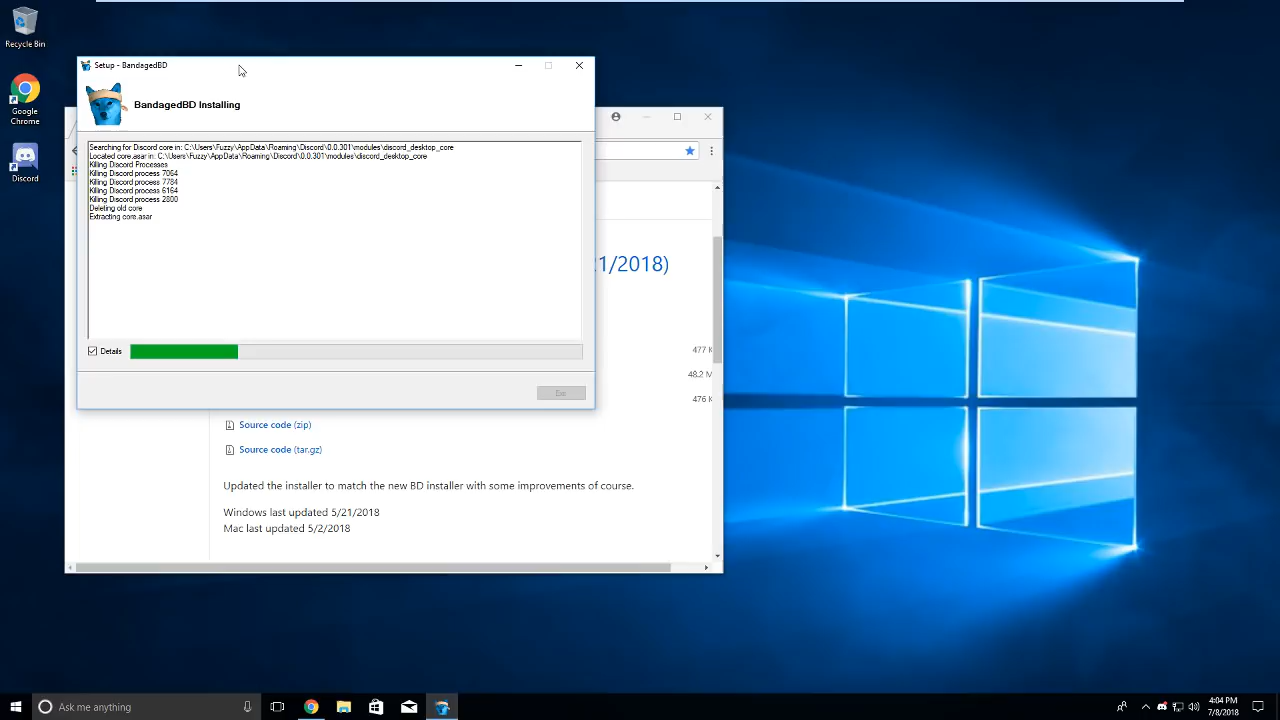 Recycle Bin
Google
Chrome
Discord
Setup - BandagedBD
BandagedBD Installing
Searching for Discord core in: C:\Users\Fuzzy\AppData\Roaming\Discord\0.0.301\modules\discord_desktop_core
Located core.asar in: C:\Users\Fuzzy\AppData\Roaming\Discord\0.0.301\modules\discord_desktop_core
Killing Discord Processes
Killing Discord process 7064
Killing Discord process 7784
Killing Discord process 6164
Killing Discord process 2800
Deleting old core
Extracting core.asar
Details
1/2018)
477 K
48.2 M
476 K
Source code (zip)
Source code (tar.gz)
Updated the installer to match the new BD installer with some improvements of course.
Windows last updated 5/21/2018
Mac last updated 5/2/2018
Ask me anything
4:04 PM
7/8/2018